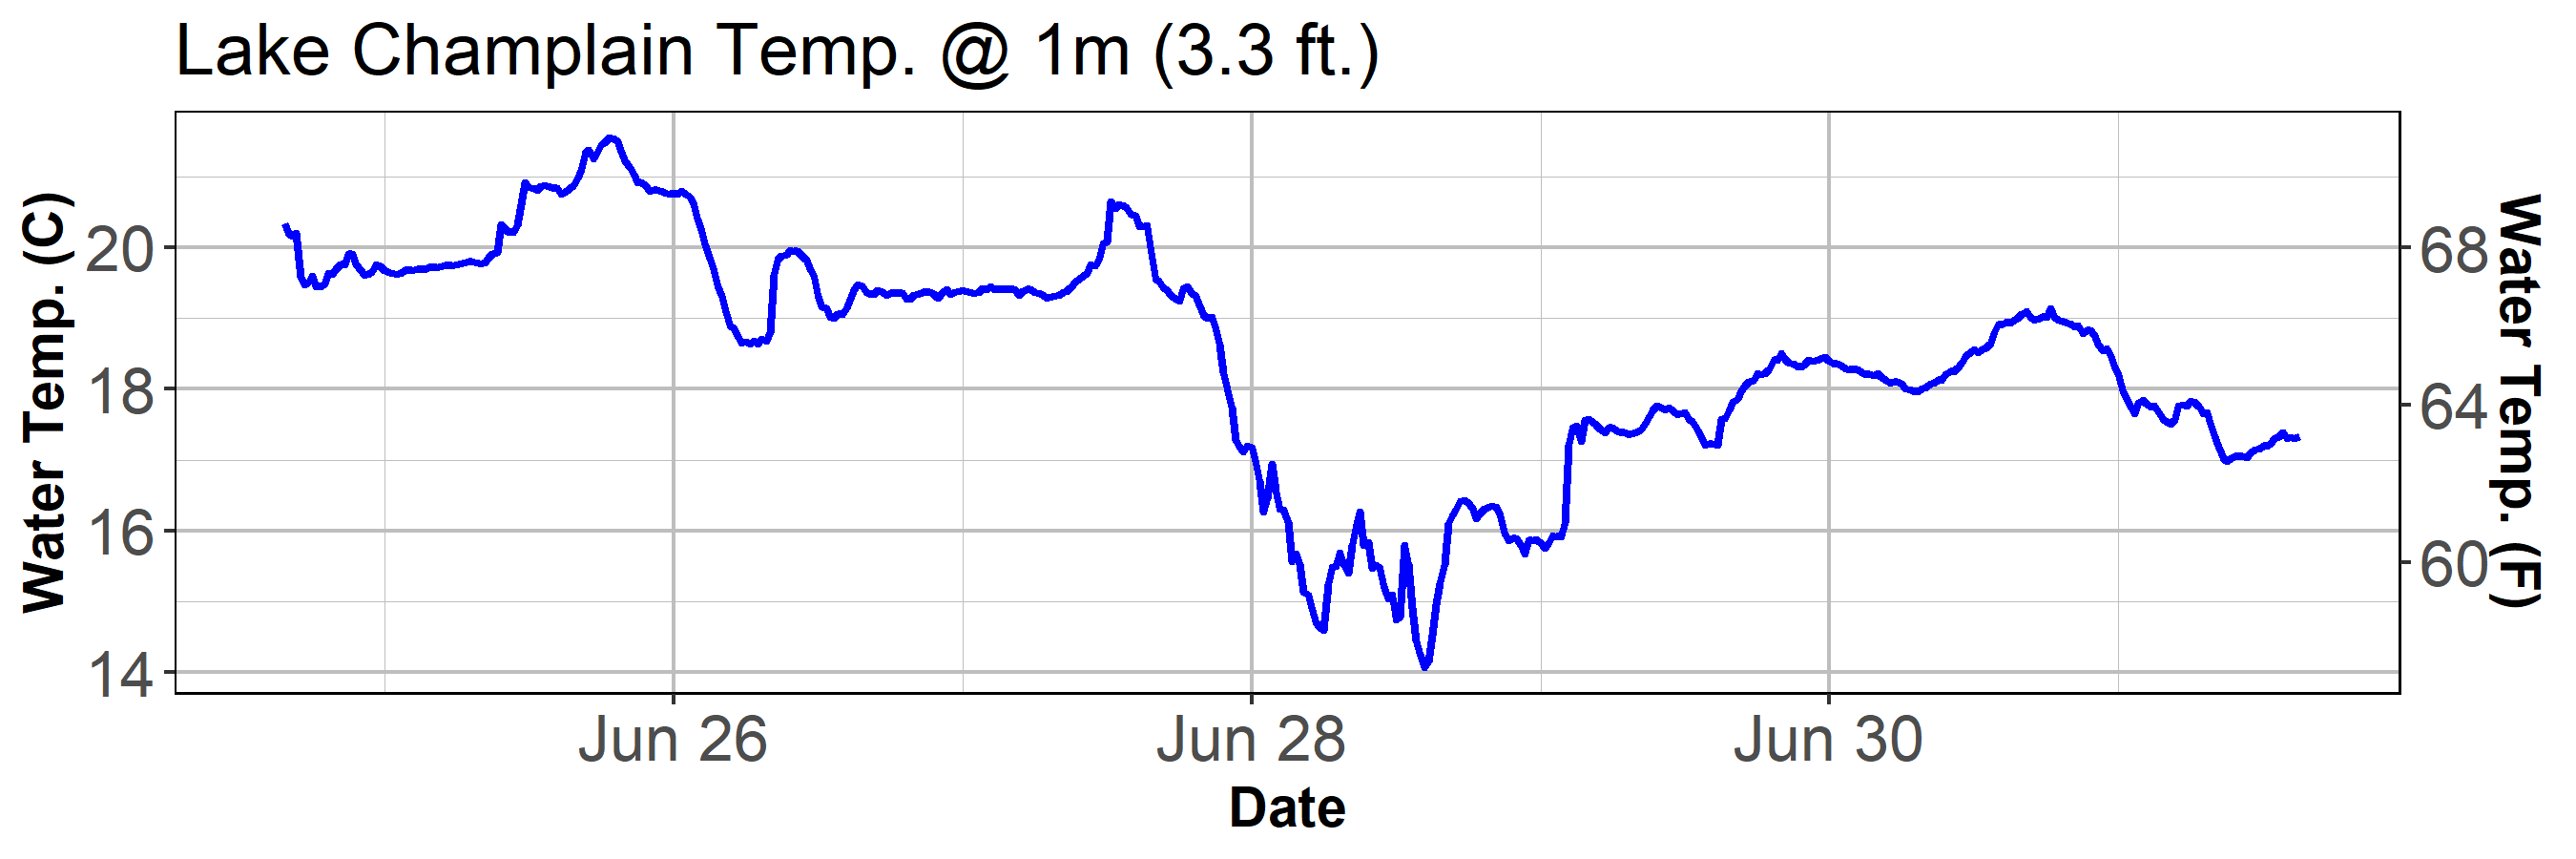 Lake Champlain Temp. @ 1m (3.3 ft.)
Water Temp. (C)
20
18
16
14
68
64
60
Water Temp. (F)
Jun 26
Jun 28
Jun 30
Date